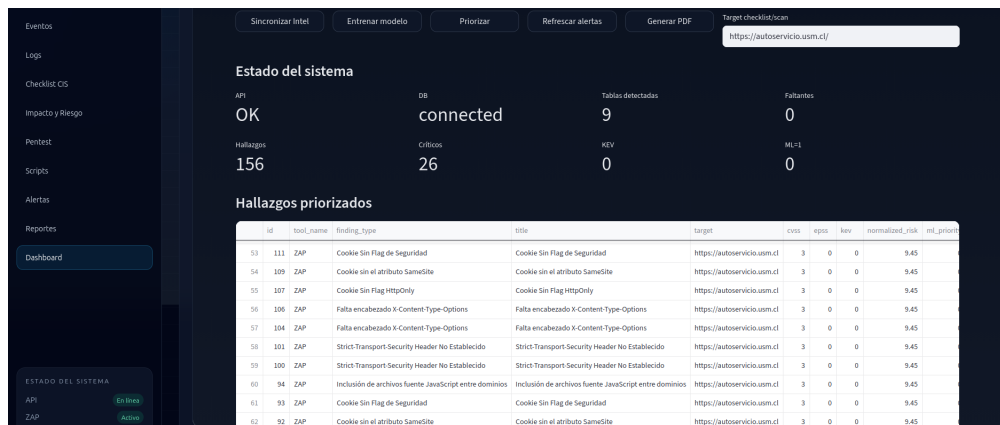 Eventos
Logs
Checklist CIS
Impacto y Riesgo
Pentest
Scripts
Alertas
Reportes
Dashboard
ESTADO DEL SISTEMA
API En línea
ZAP Activo
Sincronizar Intel Entrenar modelo Priorizar Refrescar alertas Generar PDF
Target checklist/scan
https://autoservicio.usm.cl/
Estado del sistema
API DB Tablas detectadas Faltantes
OK connected 9 0
Hallazgos Críticos KEV ML=1
156 26 0 0
Hallazgos priorizados
id tool_name finding_type title target cvss epss kev normalized_risk ml_priorit
53 111 ZAP Cookie Sin Flag de Seguridad Cookie Sin Flag de Seguridad https://autoservicio.usm.cl 3 0 0 9.45
54 109 ZAP Cookie sin el atributo SameSite Cookie sin el atributo SameSite https://autoservicio.usm.cl 3 0 0 9.45
55 107 ZAP Cookie Sin Flag HttpOnly Cookie Sin Flag HttpOnly https://autoservicio.usm.cl 3 0 0 9.45
56 106 ZAP Falta encabezado X-Content-Type-Options Falta encabezado X-Content-Type-Options https://autoservicio.usm.cl 3 0 0 9.45
57 104 ZAP Falta encabezado X-Content-Type-Options Falta encabezado X-Content-Type-Options https://autoservicio.usm.cl 3 0 0 9.45
58 101 ZAP Strict-Transport-Security Header No Establecido Strict-Transport-Security Header No Establecido https://autoservicio.usm.cl 3 0 0 9.45
59 100 ZAP Strict-Transport-Security Header No Establecido Strict-Transport-Security Header No Establecido https://autoservicio.usm.cl 3 0 0 9.45
60 94 ZAP Inclusión de archivos fuente JavaScript entre dominios Inclusión de archivos fuente JavaScript entre dominios https://autoservicio.usm.cl 3 0 0 9.45
61 93 ZAP Cookie Sin Flag de Seguridad Cookie Sin Flag de Seguridad https://autoservicio.usm.cl 3 0 0 9.45
62 92 ZAP Cookie sin el atributo SameSite Cookie sin el atributo SameSite https://autoservicio.usm.cl 3 0 0 9.45